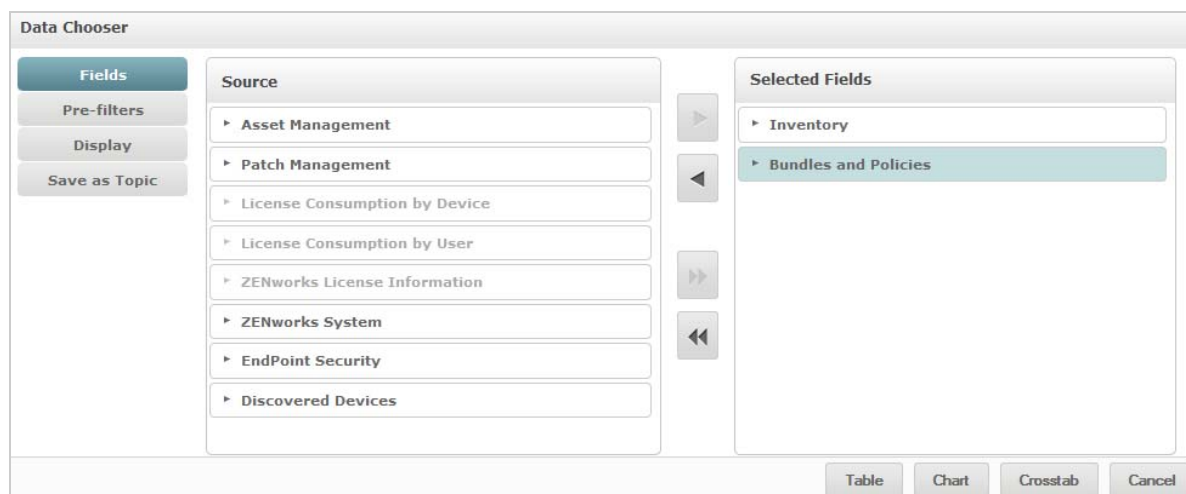 Data Chooser
Fields
Pre-filters
Display
Save as Topic
Source
Asset Management
Patch Management
License Consumption by Device
License Consumption by User
ZENworks License Information
ZENworks System
EndPoint Security
Discovered Devices
Selected Fields
Inventory
Bundles and Policies
Table
Chart
Crosstab
Cancel